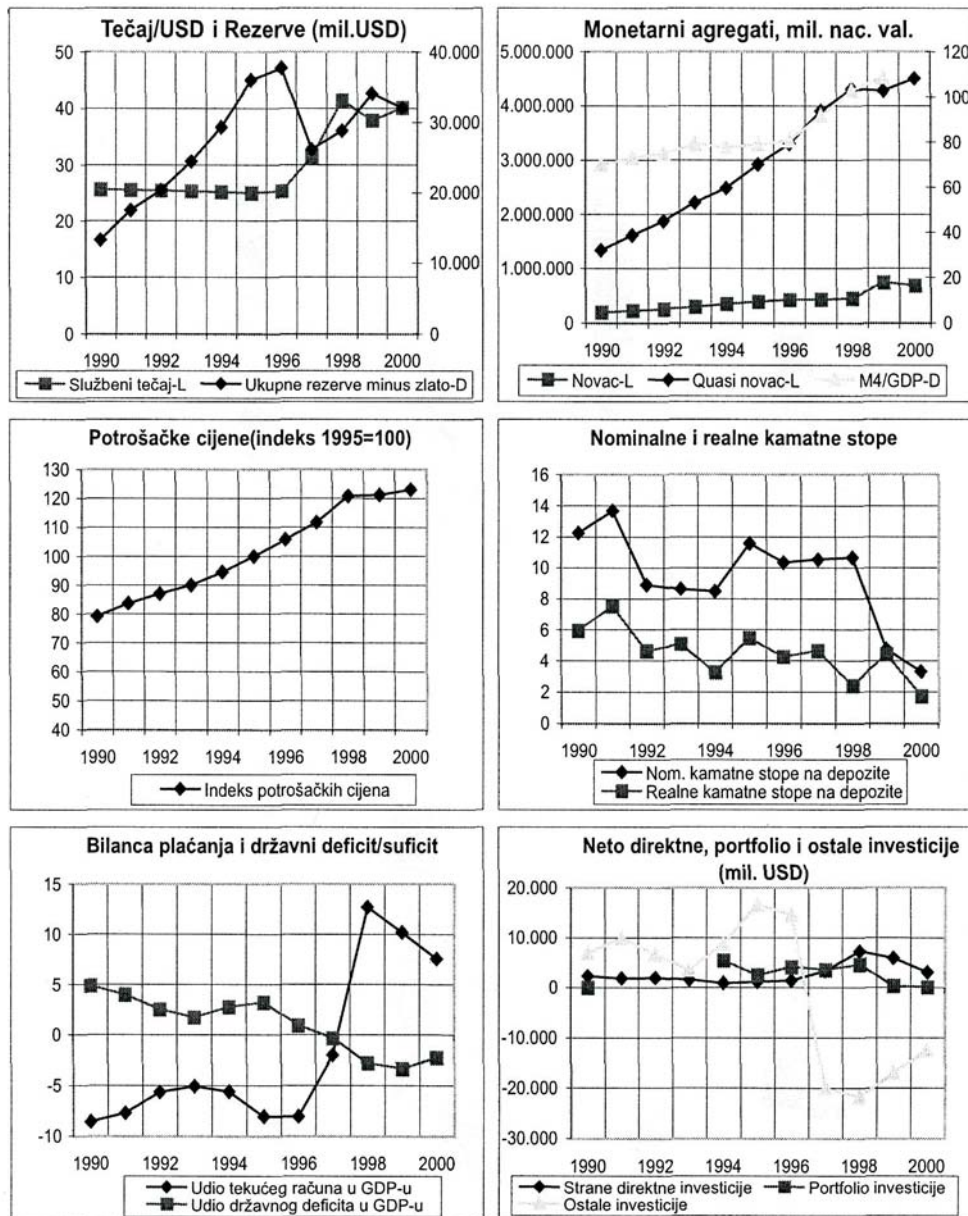 Tečaj/USD i Rezerve (mil.USD)
50
40
30
20
10
0
40.000
30.000
20.000
10.000
0
1990 1992 1994 1996 1998 2000
Službeni tečaj-L Ukupne rezerve minus zlato-D
Monetarni agregati, mil. nac. val.
5.000.000
4.000.000
3.000.000
2.000.000
1.000.000
0
120
100
80
60
40
20
0
1990 1992 1994 1996 1998 2000
Novac-L Quasi novac-L M4/GDP-D
Potrošačke cijene(indeks 1995=100)
130
120
110
100
90
80
70
60
50
40
1990 1992 1994 1996 1998 2000
Indeks potrošačkih cijena
Nominalne i realne kamatne stope
16
14
12
10
8
6
4
2
0
1990 1992 1994 1996 1998 2000
Nom. kamatne stope na depozite
Realne kamatne stope na depozite
Bilanca plaćanja i državni deficit/suficit
15
10
5
0
-5
-10
1990 1992 1994 1996 1998 2000
Udio tekućeg računa u GDP-u
Udio državnog deficita u GDP-u
Neto direktne, portfolio i ostale investicije
(mil. USD)
20.000
10.000
0
-10.000
-20.000
-30.000
1990 1992 1994 1996 1998 2000
Strane direktne investicije Portfolio investicije
Ostale investicije